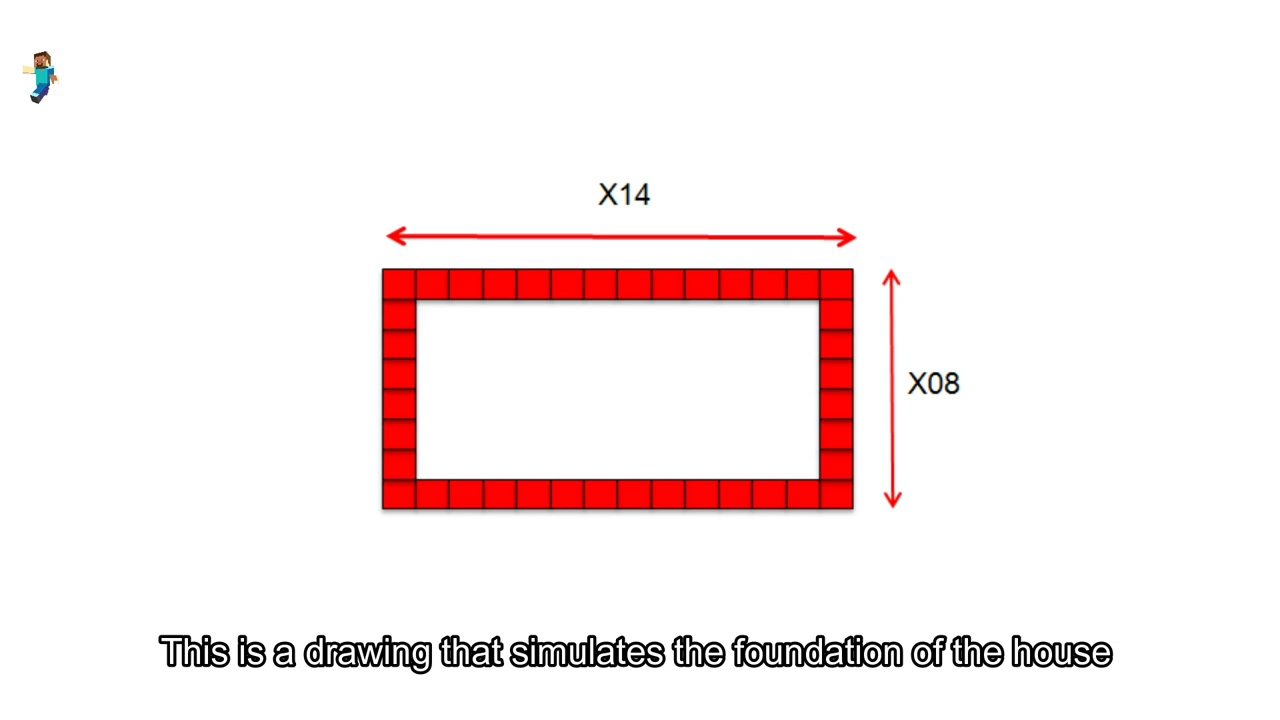 X14
X08
This is a drawing that simulates the foundation of the house